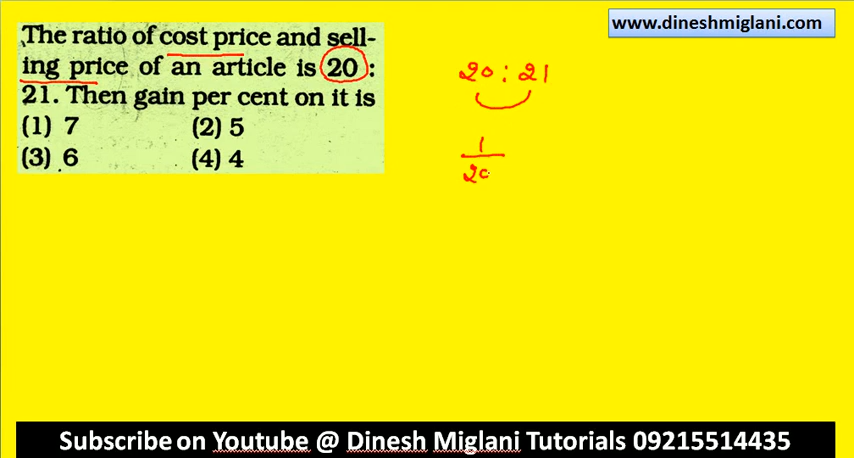 www.dineshmiglani.com
The ratio of cost price and sell-
ing price of an article is 20 :
21. Then gain per cent on it is
(1) 7 (2) 5
(3) 6 (4) 4
20 : 21
1
20
Subscribe on Youtube @ Dinesh Miglani Tutorials 09215514435